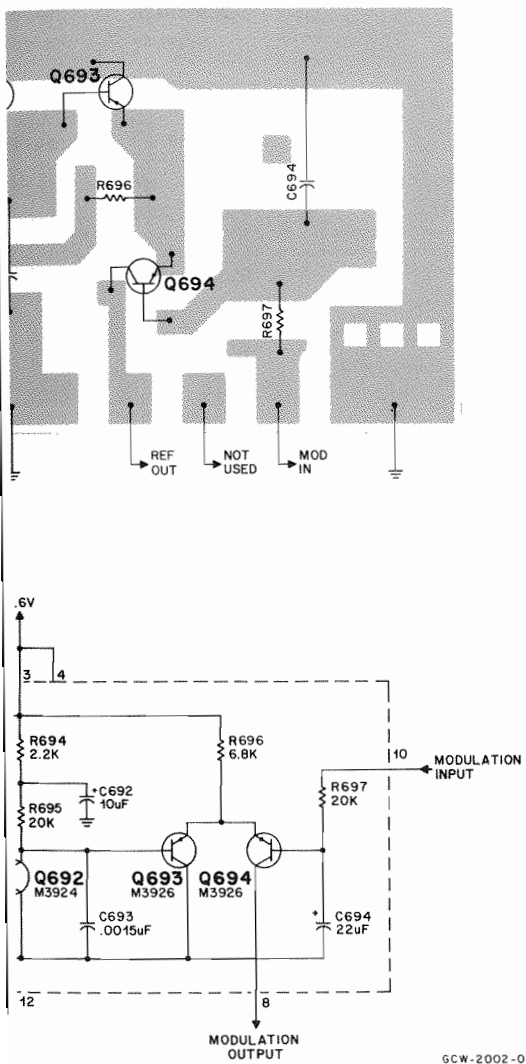 Q693
R696
C694
Q694
R697
REF
OUT
NOT
USED
MOD
IN
.6V
3
4
R694
2.2K
R696
6.8K
10
MODULATION
INPUT
+
C692
10uF
R697
20K
R695
20K
Q692
M3924
Q693
M3926
Q694
M3926
C693
.0015uF
+
C694
22uF
12
8
MODULATION
OUTPUT
GCW-2002-0